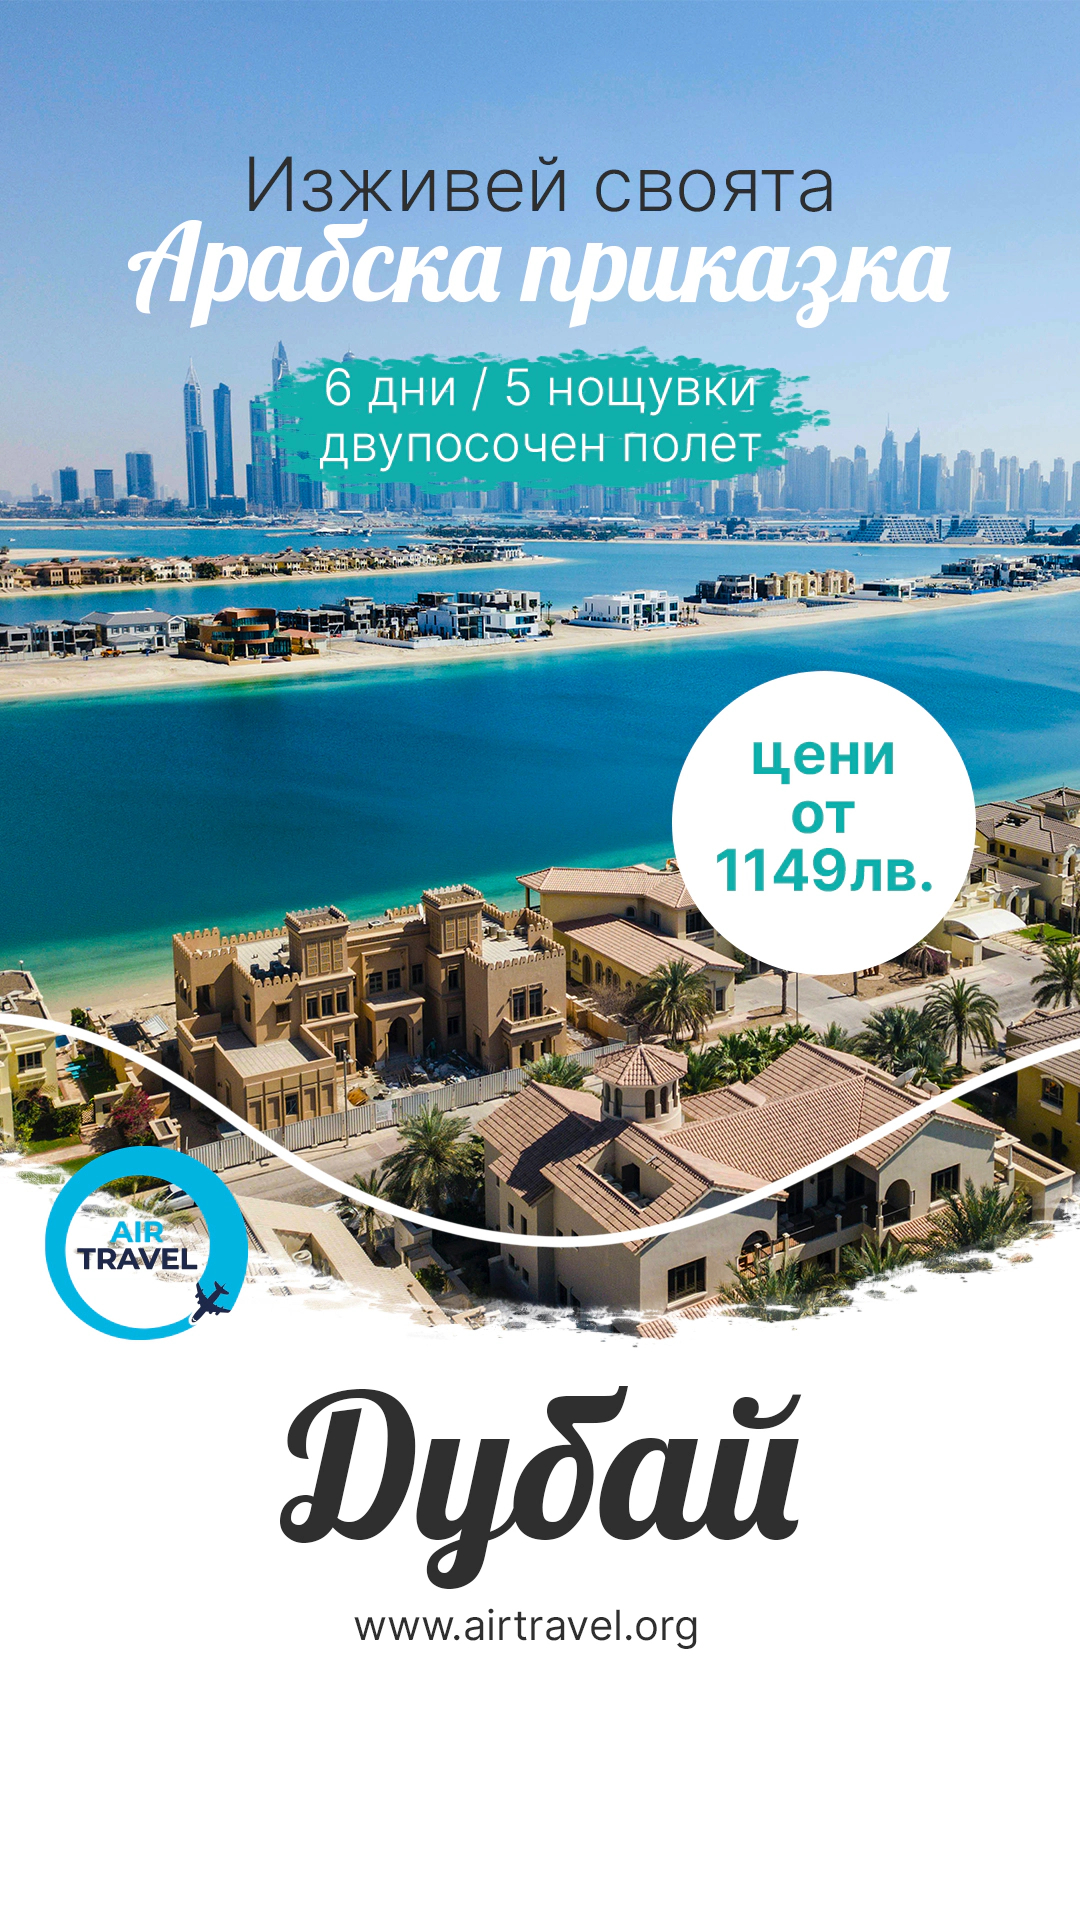 Изживей своята
Арабска приказка
6 дни / 5 нощувки
двупосочен полет
цени
от
1149лв.
AIR
TRAVEL
Дубай
www.airtravel.org